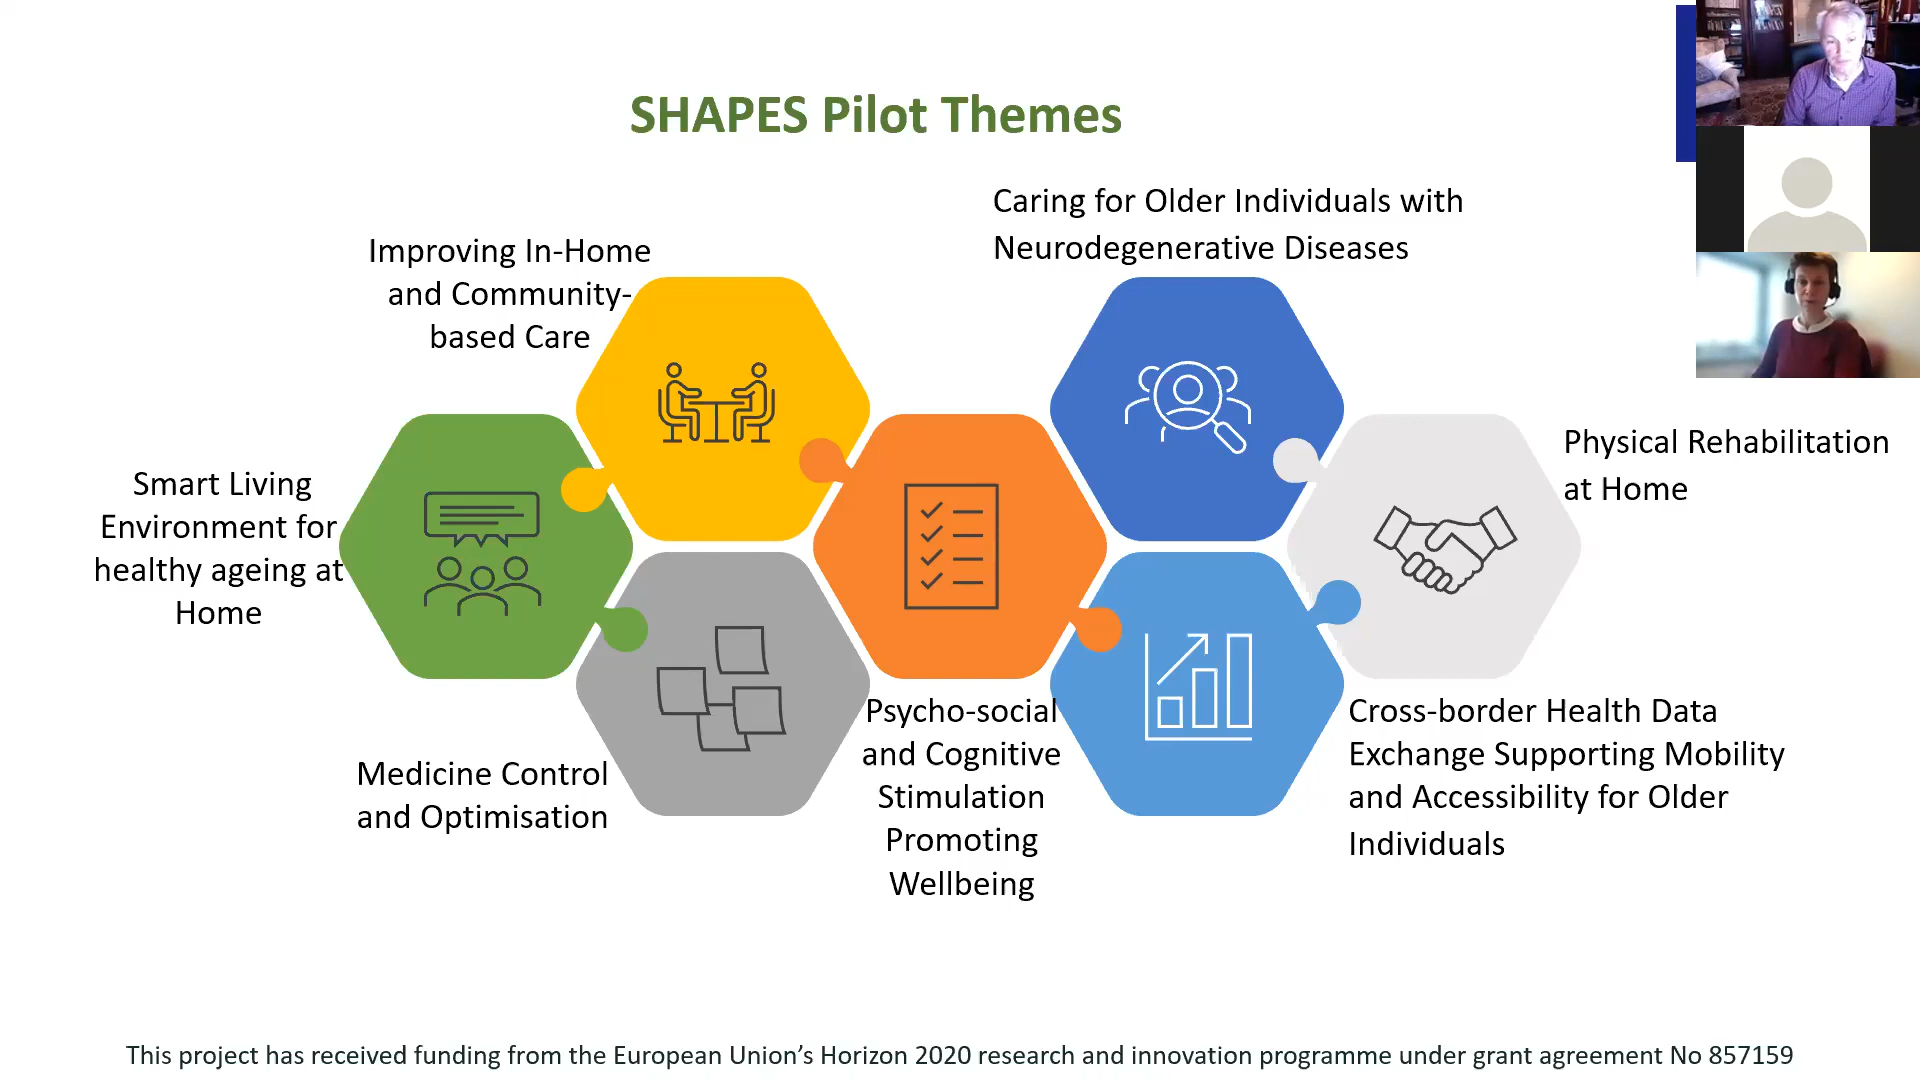 SHAPES Pilot Themes
Caring for Older Individuals with
Neurodegenerative Diseases
Improving In-Home
and Community-
based Care
Physical Rehabilitation
at Home
Smart Living
Environment for
healthy ageing at
Home
Medicine Control
and Optimisation
Psycho-social
and Cognitive
Stimulation
Promoting
Wellbeing
Cross-border Health Data
Exchange Supporting Mobility
and Accessibility for Older
Individuals
This project has received funding from the European Union’s Horizon 2020 research and innovation programme under grant agreement No 857159